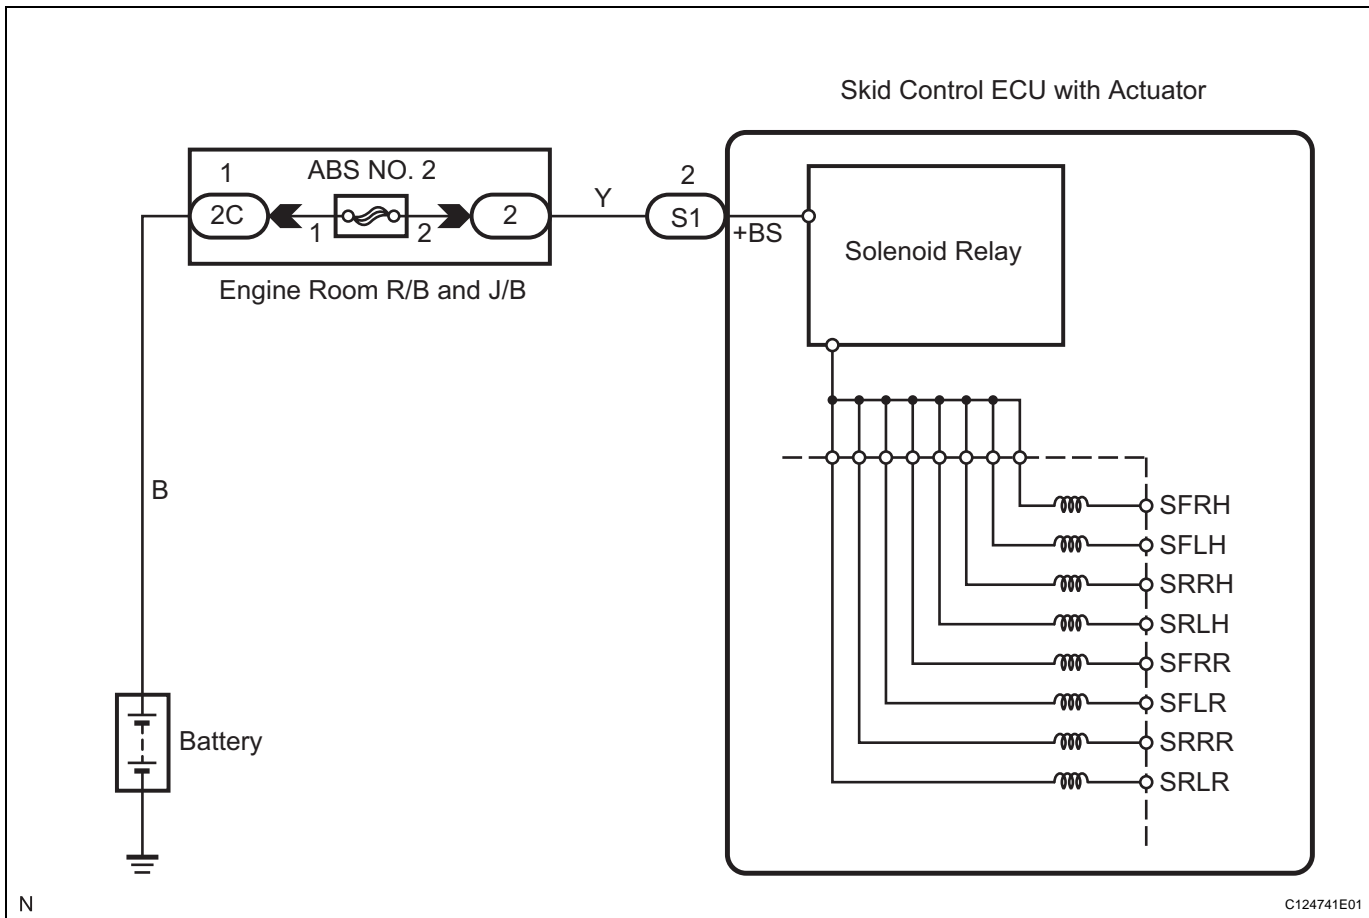 Skid Control ECU with Actuator
1
ABS NO. 2
2C
1
2
2
Engine Room R/B and J/B
Y
2
S1
+BS
Solenoid Relay
B
Battery
SFRH
SFLH
SRRH
SRLH
SFRR
SFLR
SRRR
SRLR
N
C124741E01